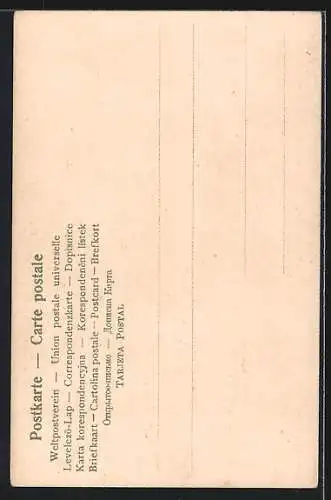 Postkarte — Carte postale
Weltpostverein — Union postale universelle
Levelező-Lap — Correspondenzkarte — Dopisnice
Karta korespondencyjna — Korespondenční lístek
Briefkaart — Cartolina postale — Postcard — Brefkort
Открытое письмо — Дописна Карта
TARJETA POSTAL